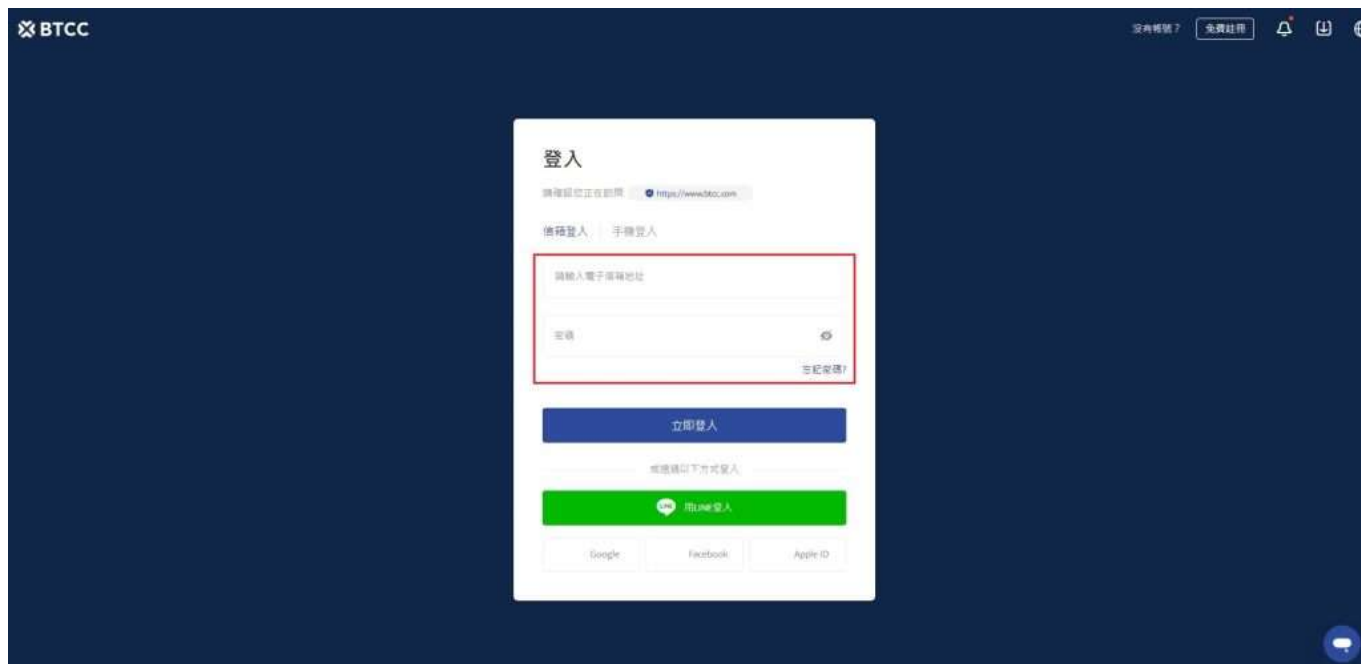 BTCC
沒有帳號？ 免費註冊
登入
請確認您正在訪問 https://www.btcc.com
信箱登入 手機登入
請輸入電子信箱地址
密碼
忘記密碼?
立即登入
或透過以下方式登入
LINE 用LINE登入
Google Facebook Apple ID